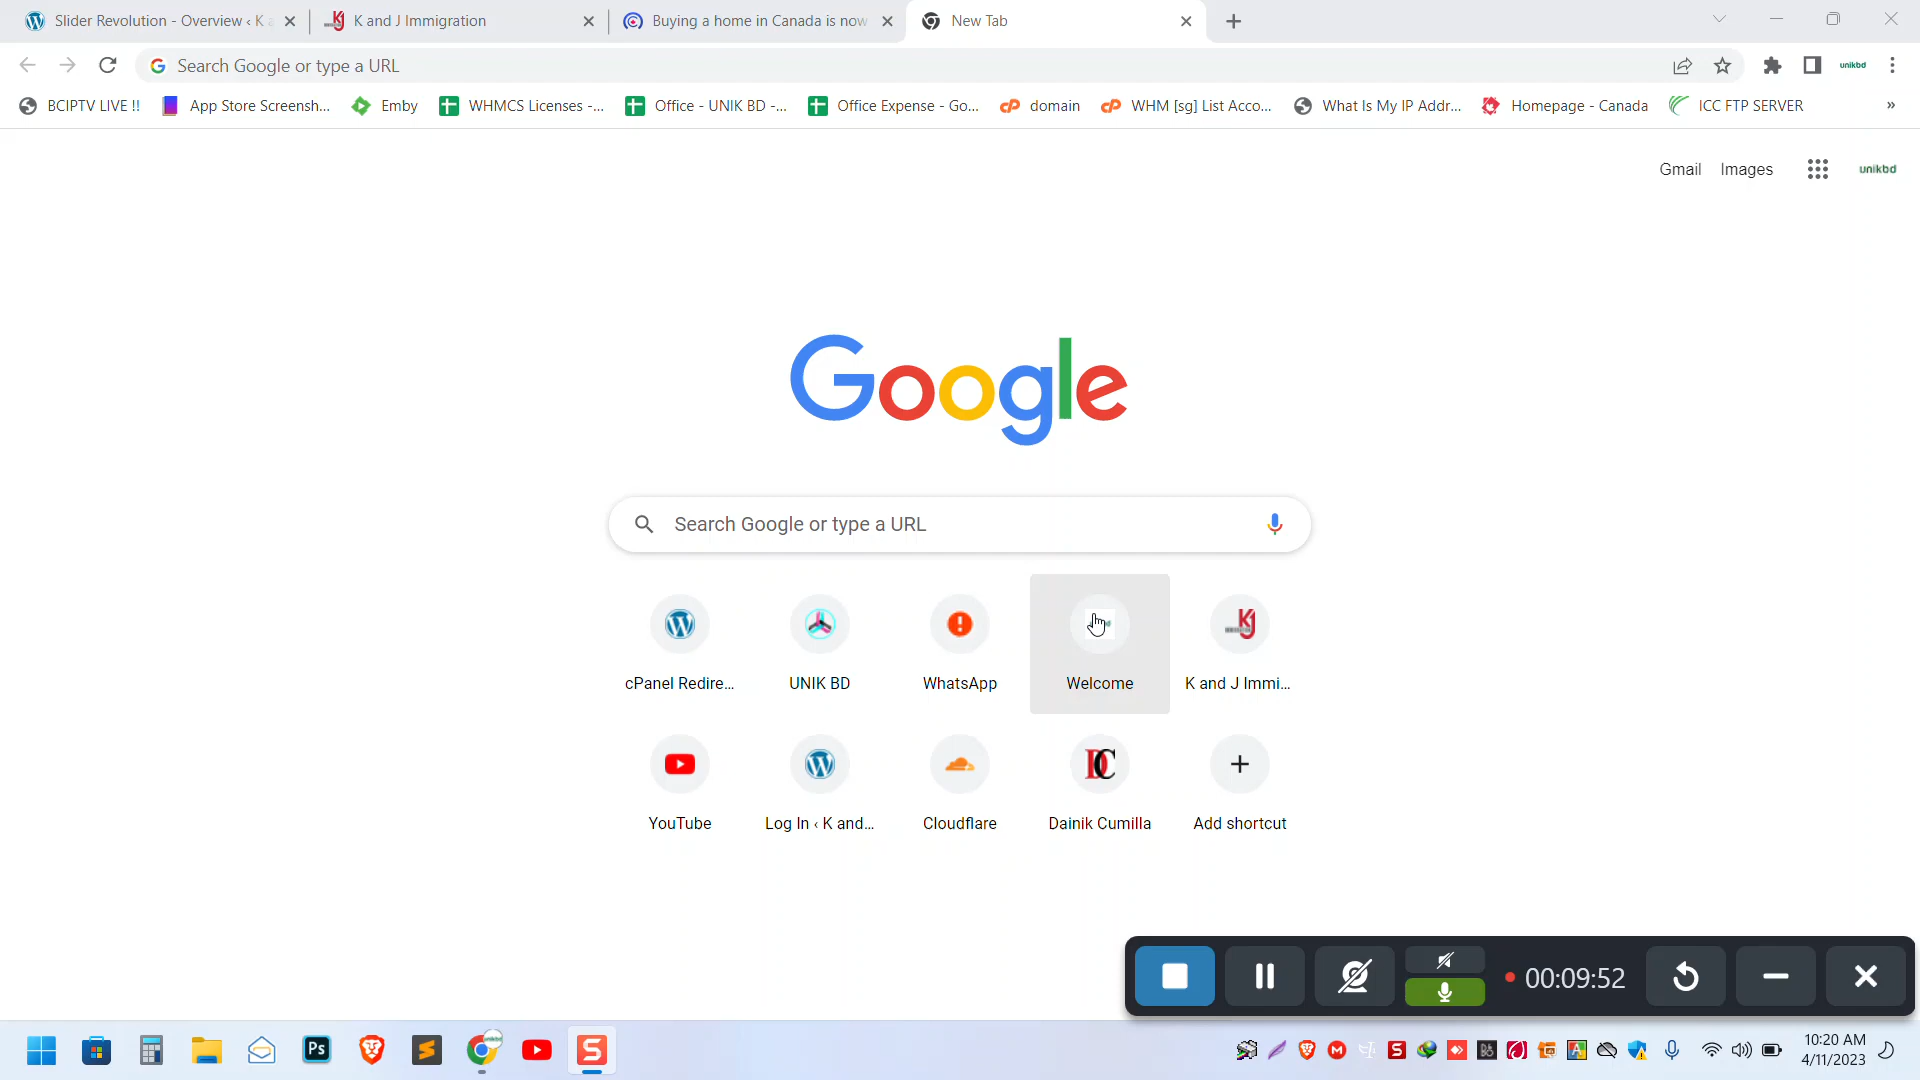 Slider Revolution - Overview ‹ K a
K and J Immigration
Buying a home in Canada is now
New Tab
Search Google or type a URL
unikbd
BCIPTV LIVE !!
App Store Screensh...
Emby
WHMCS Licenses -...
Office - UNIK BD -...
Office Expense - Go...
domain
WHM [sg] List Acco...
What Is My IP Addr...
Homepage - Canada
ICC FTP SERVER
»
Gmail
Images
unikbd
Google
Search Google or type a URL
cPanel Redire...
UNIK BD
WhatsApp
Welcome
K and J Immi...
YouTube
Log In ‹ K and...
Cloudflare
Dainik Cumilla
Add shortcut
00:09:52
10:20 AM
4/11/2023